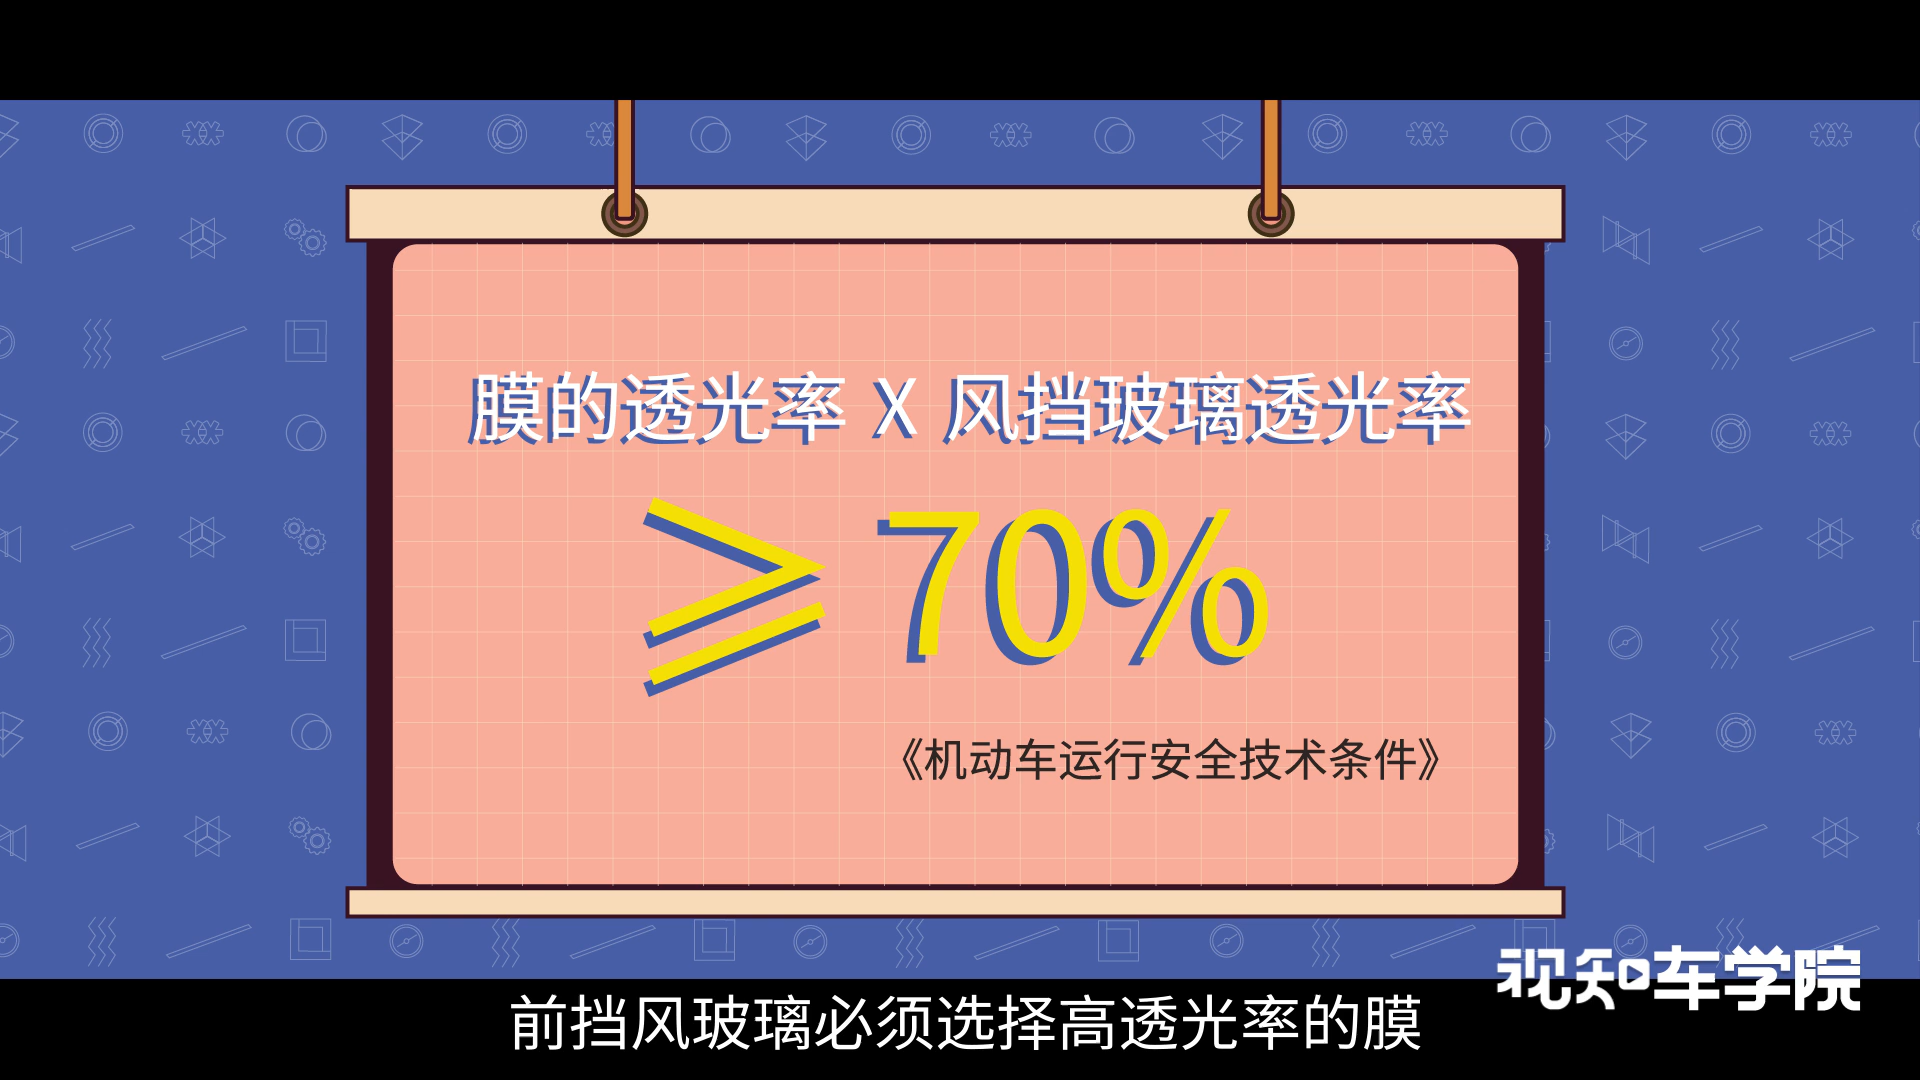 膜的透光率 X 风挡玻璃透光率
≥70%
《机动车运行安全技术条件》
视知车学院
前挡风玻璃必须选择高透光率的膜